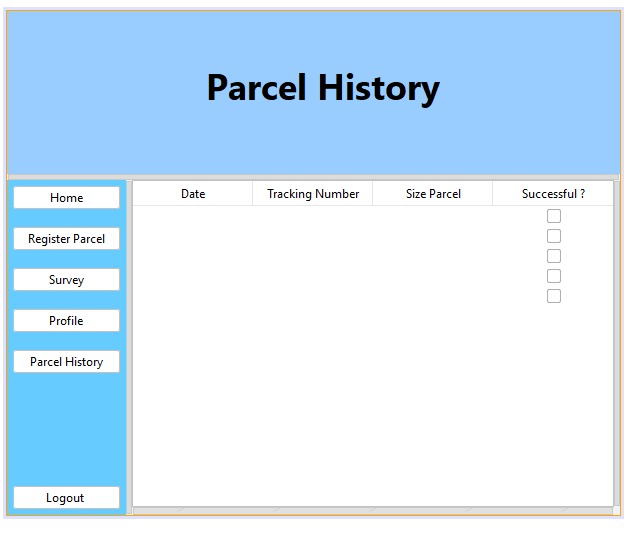 Parcel History
Home
Register Parcel
Survey
Profile
Parcel History
Logout
Date Tracking Number Size Parcel Successful ?